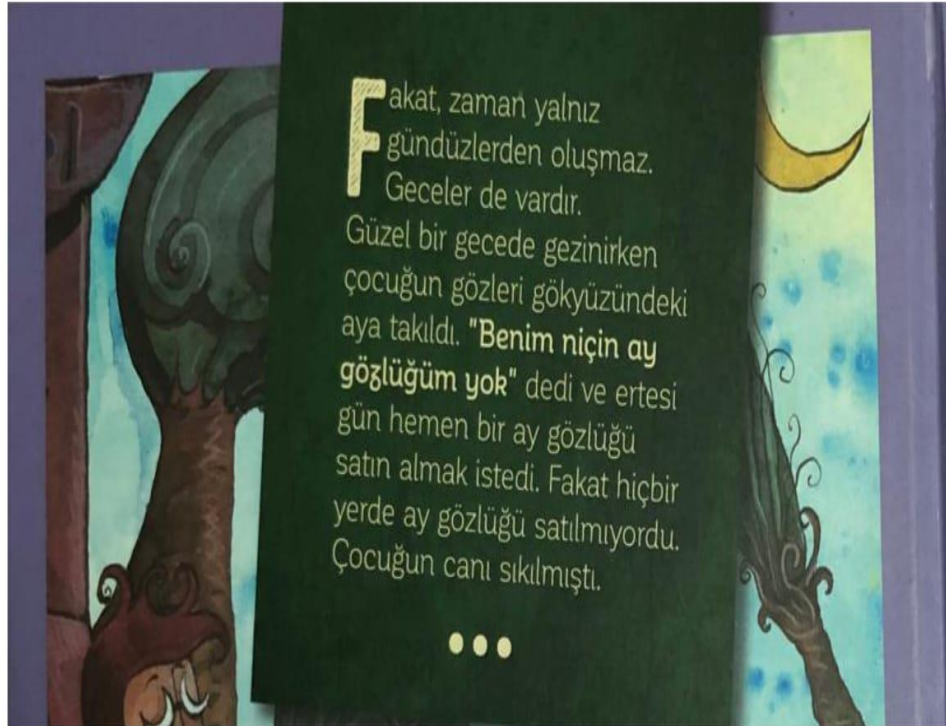 Fakat, zaman yalnız
gündüzlerden oluşmaz.
Geceler de vardır.
Güzel bir gecede gezinirken
çocuğun gözleri gökyüzündeki
aya takıldı. "Benim niçin ay
gözlüğüm yok" dedi ve ertesi
gün hemen bir ay gözlüğü
satın almak istedi. Fakat hiçbir
yerde ay gözlüğü satılmıyordu.
Çocuğun canı sıkılmıştı.